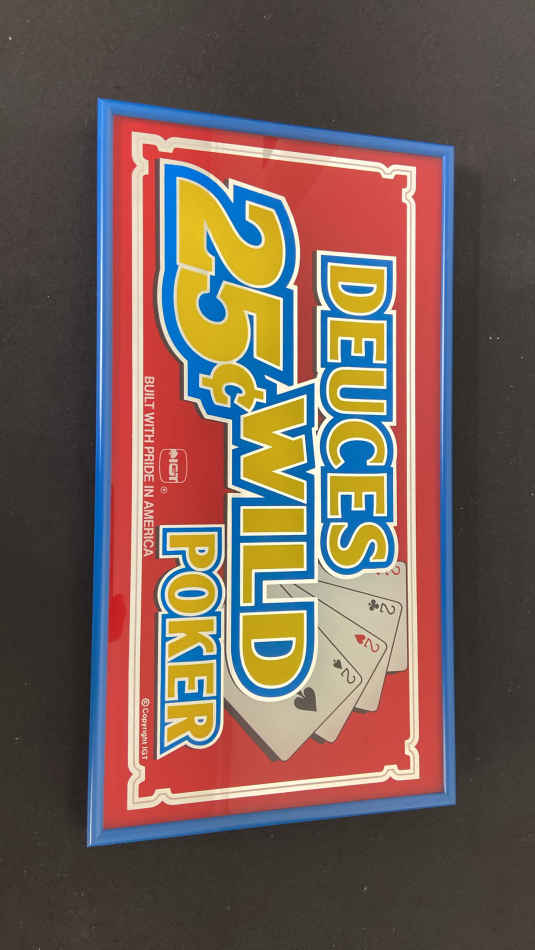 DEUCES
25¢ WILD
POKER
IGT
®
BUILT WITH PRIDE IN AMERICA
© Copyright IGT
2
2
2
2